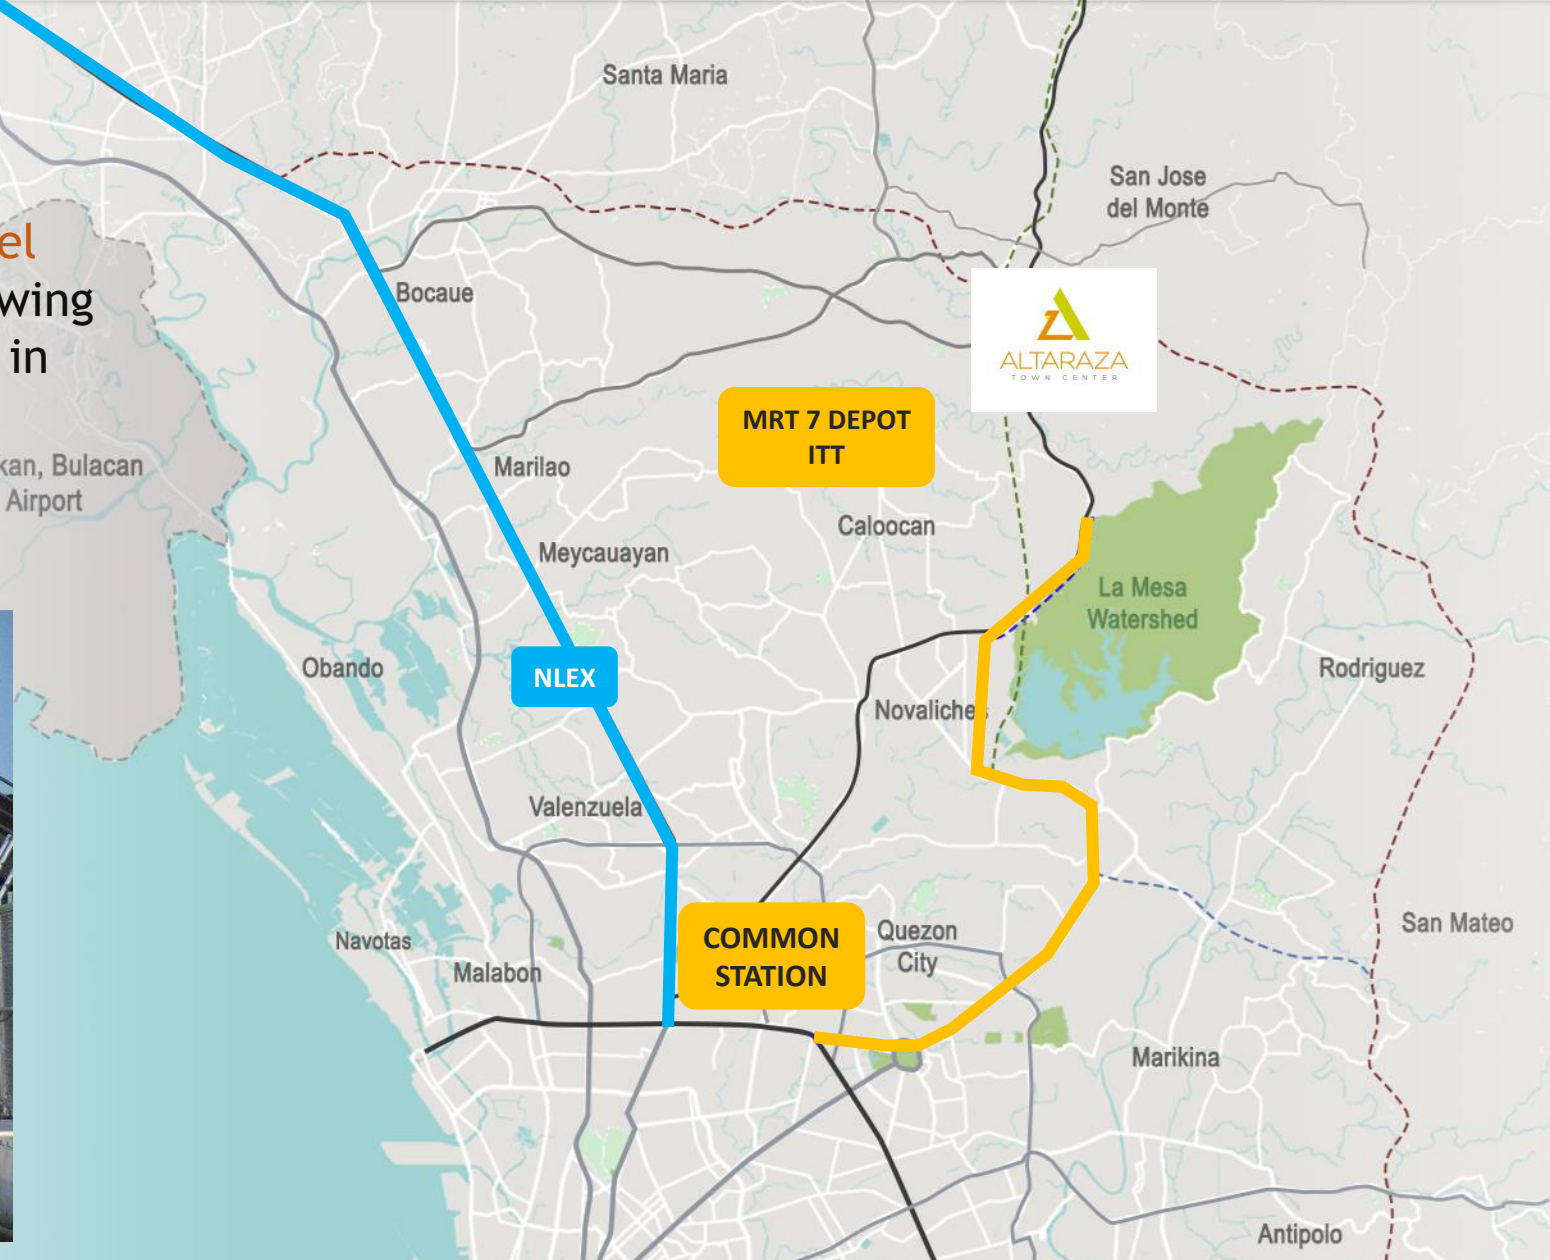 Santa Maria
San Jose
del Monte
el
wing
in
Bocaue
ALTARAZA
TOWN CENTER
MRT 7 DEPOT
ITT
kan, Bulacan
Airport
Marilao
Caloocan
Meycauayan
La Mesa
Watershed
Obando
NLEX
Rodriguez
Novaliches
Valenzuela
COMMON
STATION
Quezon
City
San Mateo
Navotas
Malabon
Marikina
Antipolo